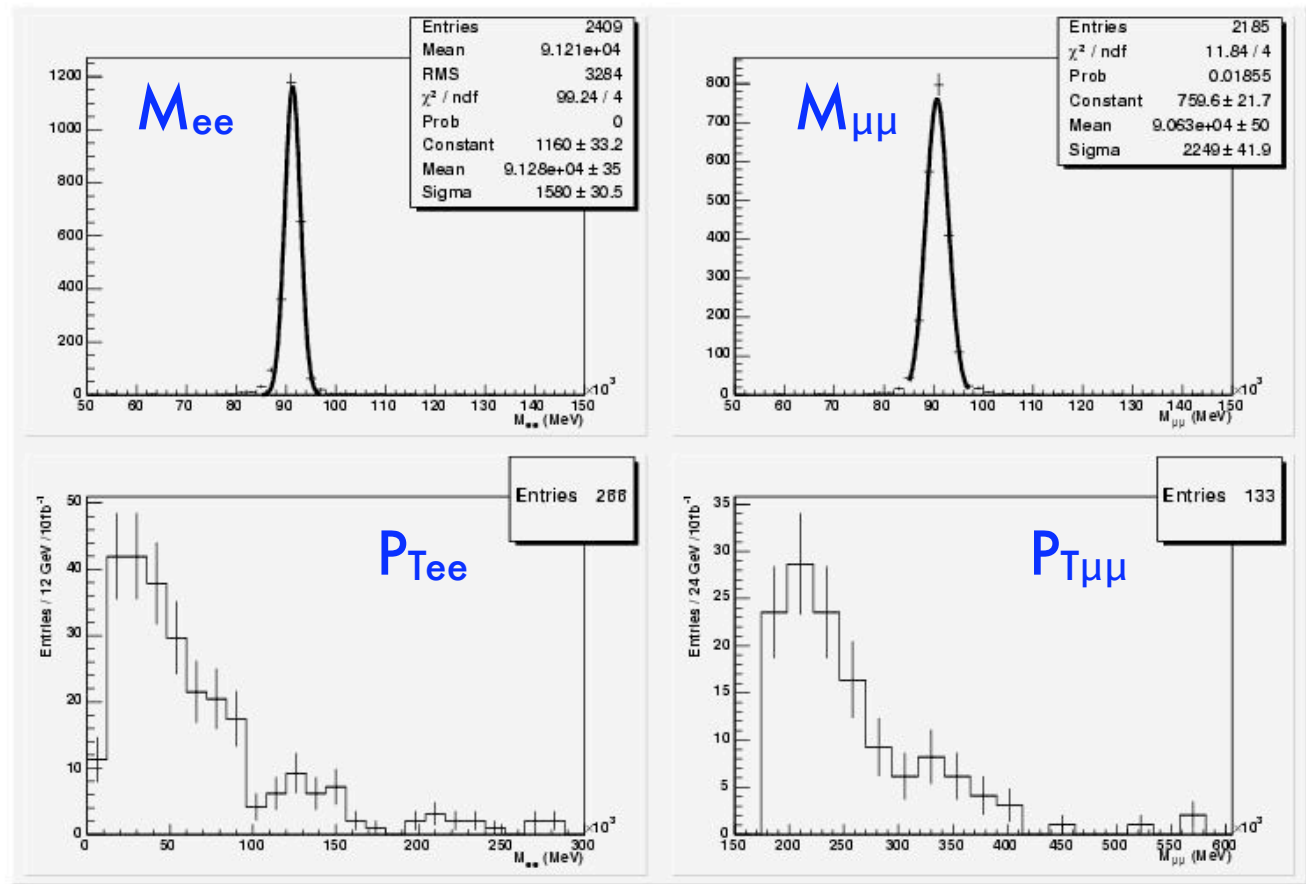 Entries 2409
Mean 9.121e+04
RMS 3284
χ² / ndf 99.24 / 4
Prob 0
Constant 1160 ± 33.2
Mean 9.128e+04 ± 35
Sigma 1580 ± 30.5
Mee
1200
1000
800
600
400
200
0
50 60 70 80 90 100 110 120 130 140 150
×10³
Mee (MeV)
Entries 2185
χ² / ndf 11.84 / 4
Prob 0.01855
Constant 759.6 ± 21.7
Mean 9.063e+04 ± 50
Sigma 2249 ± 41.9
Mμμ
800
700
600
500
400
300
200
100
0
50 60 70 80 90 100 110 120 130 140 150
×10³
Mμμ (MeV)
Entries 288
PTee
Entries / 12 GeV /10fb⁻¹
50
40
30
20
10
0
0 50 100 150 200 250 300
×10³
Mee (MeV)
Entries 133
PTμμ
Entries / 24 GeV /10fb⁻¹
35
30
25
20
15
10
5
0
150 200 250 300 350 400 450 500 550 600
×10³
Mμμ (MeV)